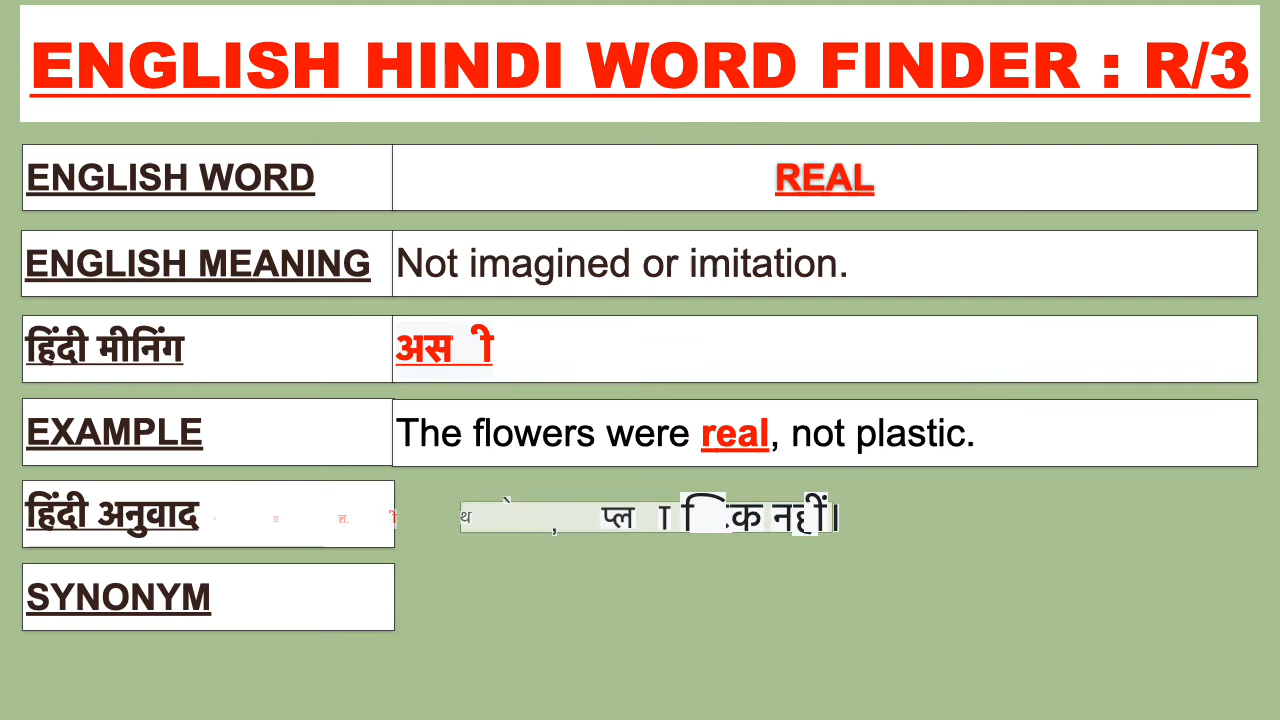 ENGLISH HINDI WORD FINDER : R/3
ENGLISH WORD
REAL
ENGLISH MEANING
Not imagined or imitation.
हिंदी मीनिंग
EXAMPLE
The flowers were real, not plastic.
हिंदी अनुवाद
नहीं।
SYNONYM